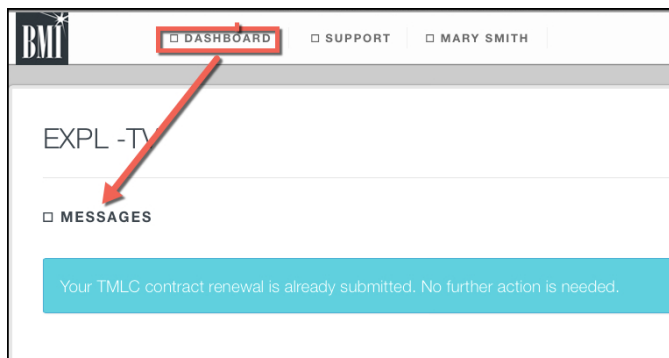 BMI
DASHBOARD SUPPORT MARY SMITH
EXPL -TV
MESSAGES
Your TMLC contract renewal is already submitted. No further action is needed.